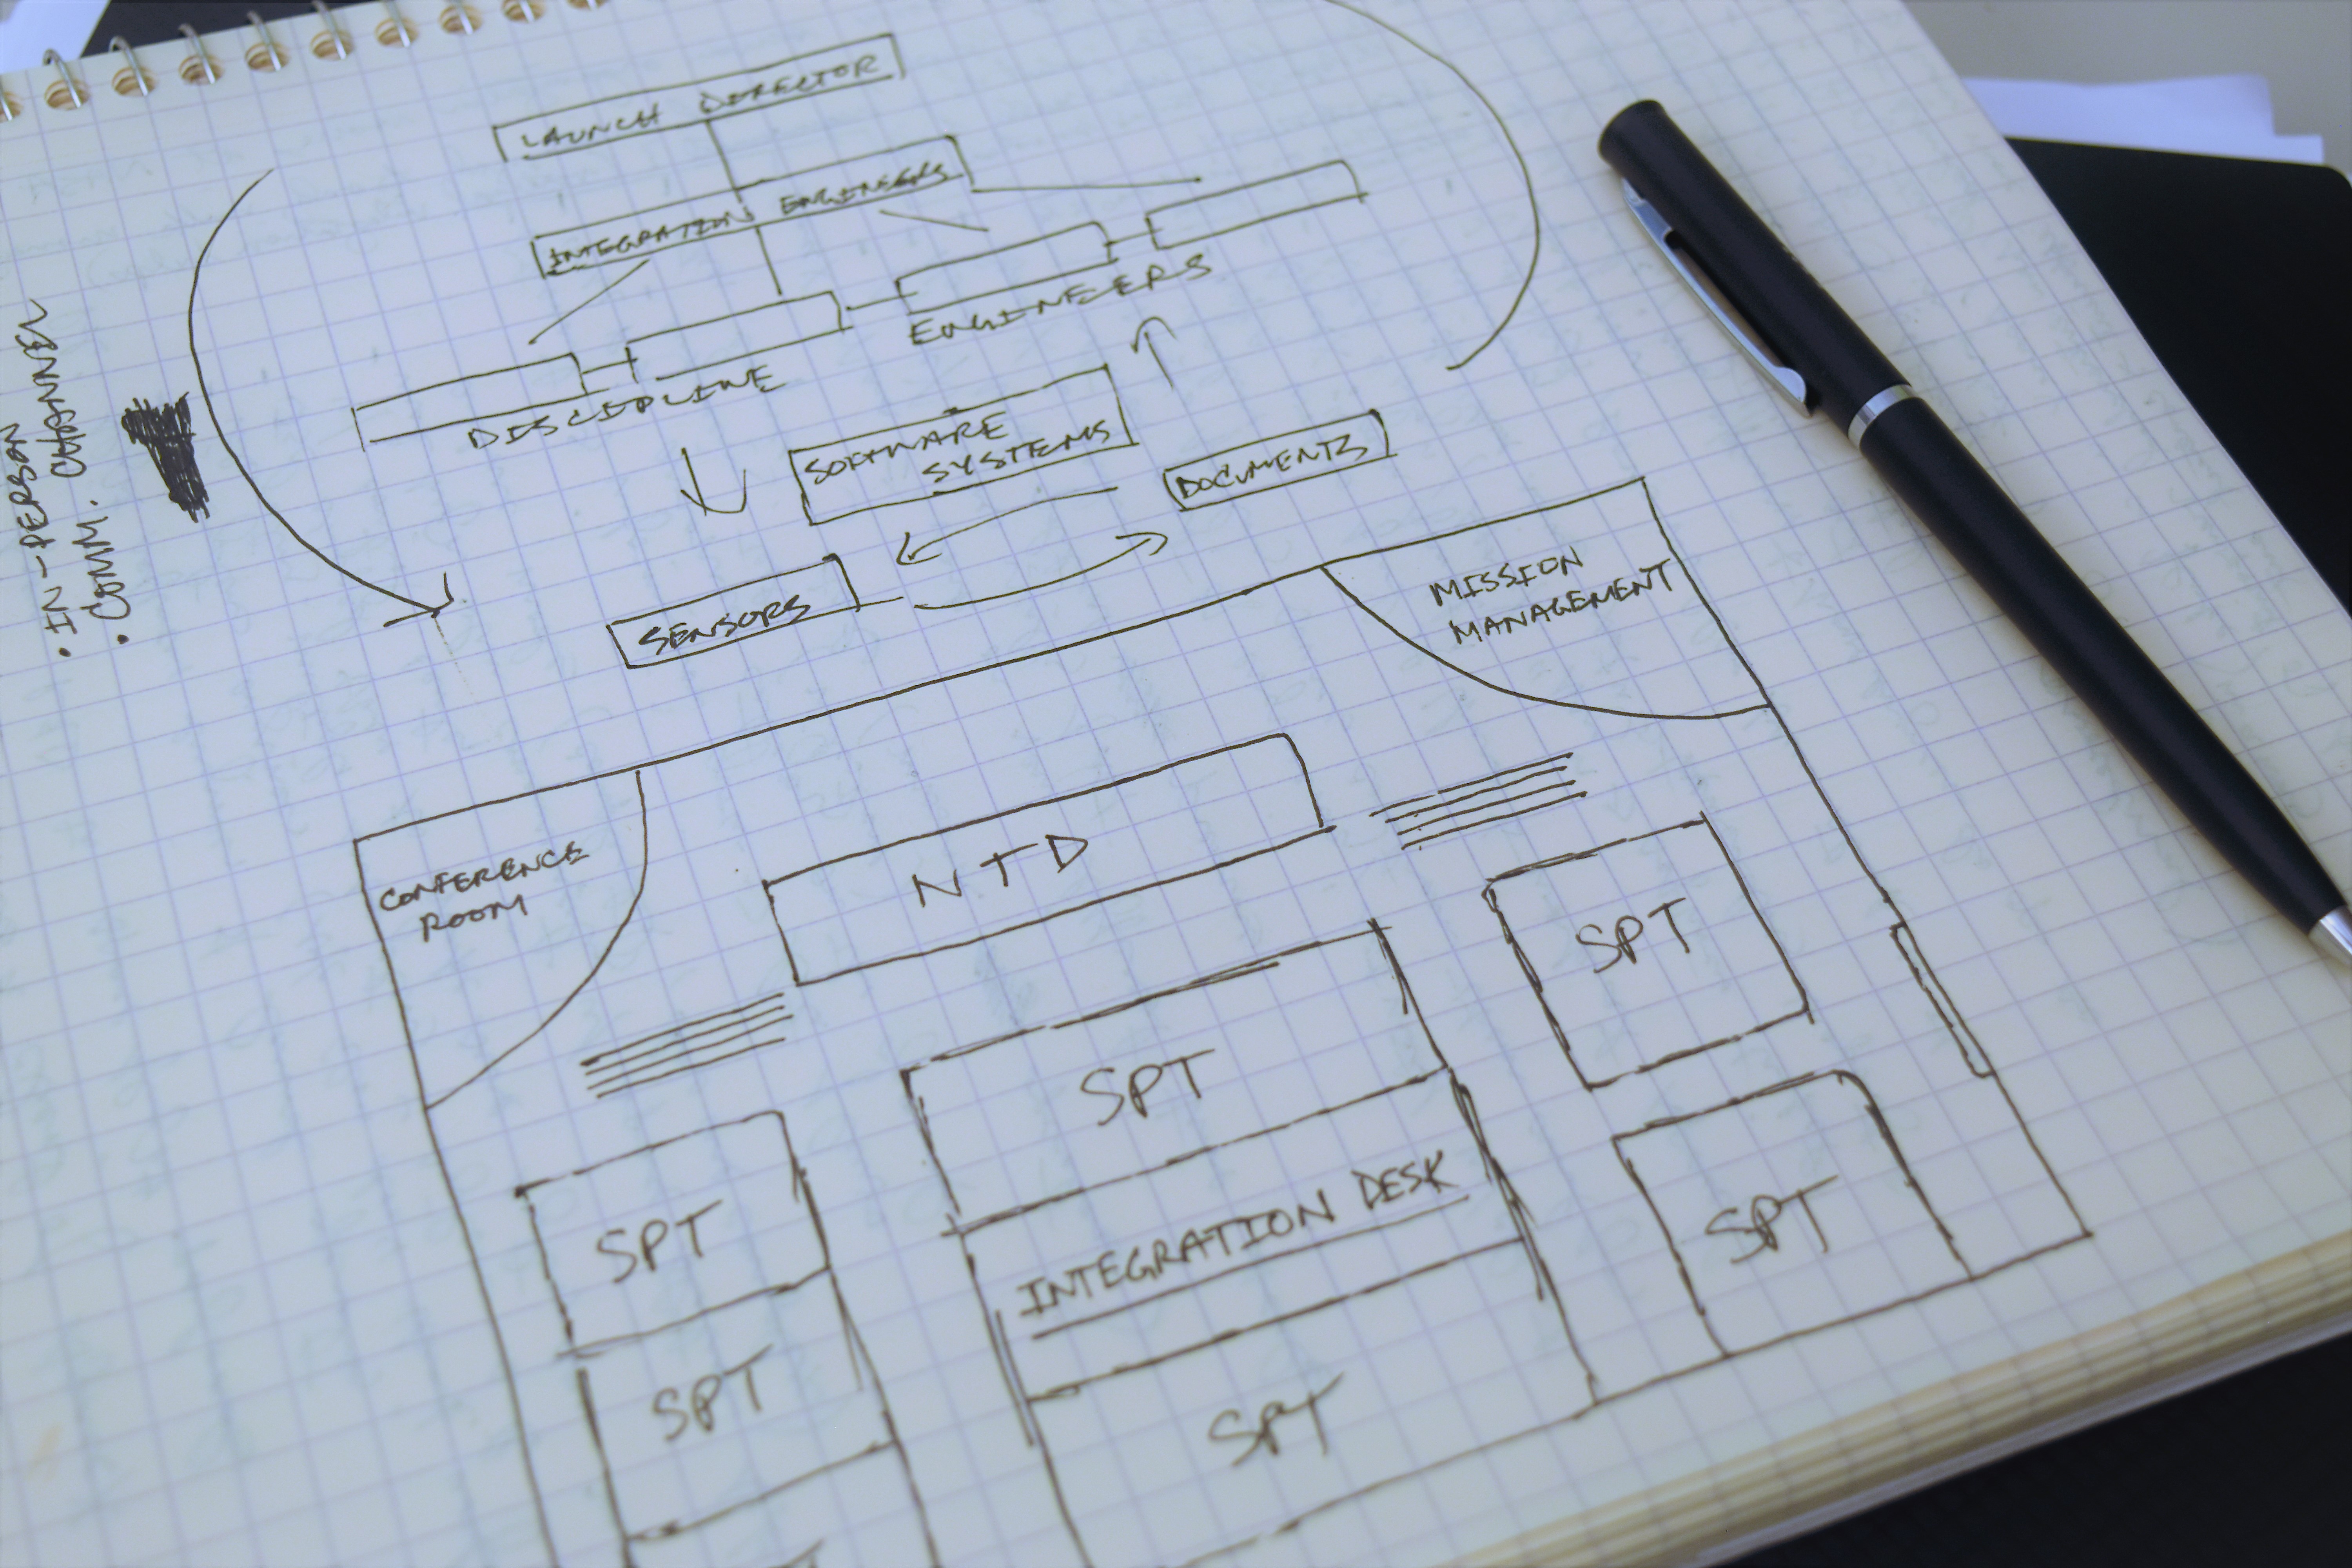 LAUNCH DIRECTOR
INTEGRATION ENGINEERS
ENGINEERS
DISCIPLINE
SOFTWARE
SYSTEMS
DOCUMENTS
SENSORS
• IN-PERSON
• COMM. CHANNEL
MISSION
MANAGEMENT
CONFERENCE
ROOM
NTD
SPT
SPT
SPT
INTEGRATION DESK
SPT
SPT
SPT